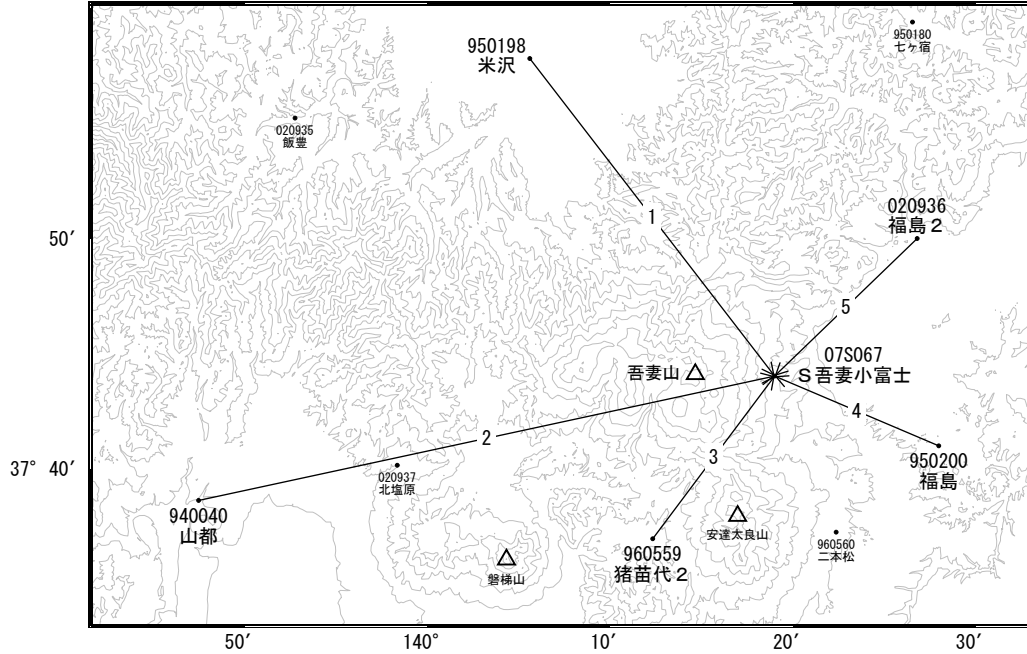 950180
七ヶ宿
950198
米沢
020935
飯豊
020936
福島2
1
50′
5
07S067
S吾妻小富士
吾妻山
4
2
3
37° 40′
020937
北塩原
950200
福島
940040
山都
安達太良山
960559
猪苗代2
960560
二本松
磐梯山
50′
140°
10′
20′
30′